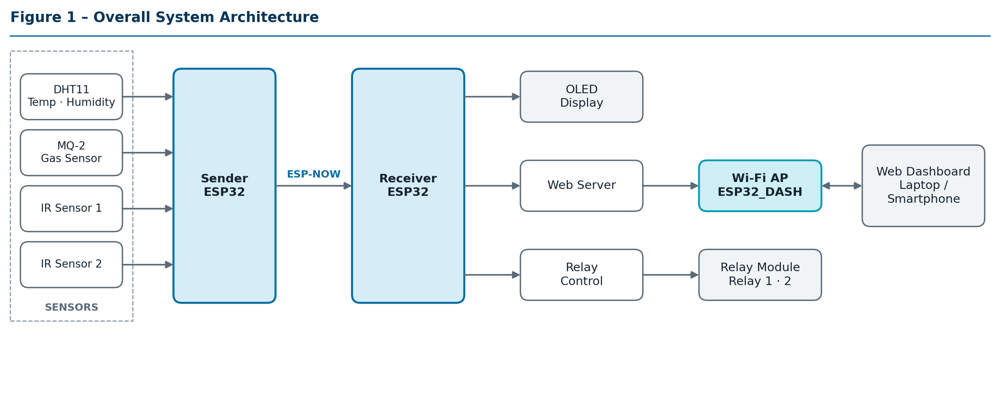 Figure 1 – Overall System Architecture
DHT11
Temp · Humidity
MQ-2
Gas Sensor
IR Sensor 1
IR Sensor 2
SENSORS
Sender
ESP32
ESP-NOW
Receiver
ESP32
OLED
Display
Web Server
Relay
Control
Wi-Fi AP
ESP32_DASH
Relay Module
Relay 1 · 2
Web Dashboard
Laptop /
Smartphone